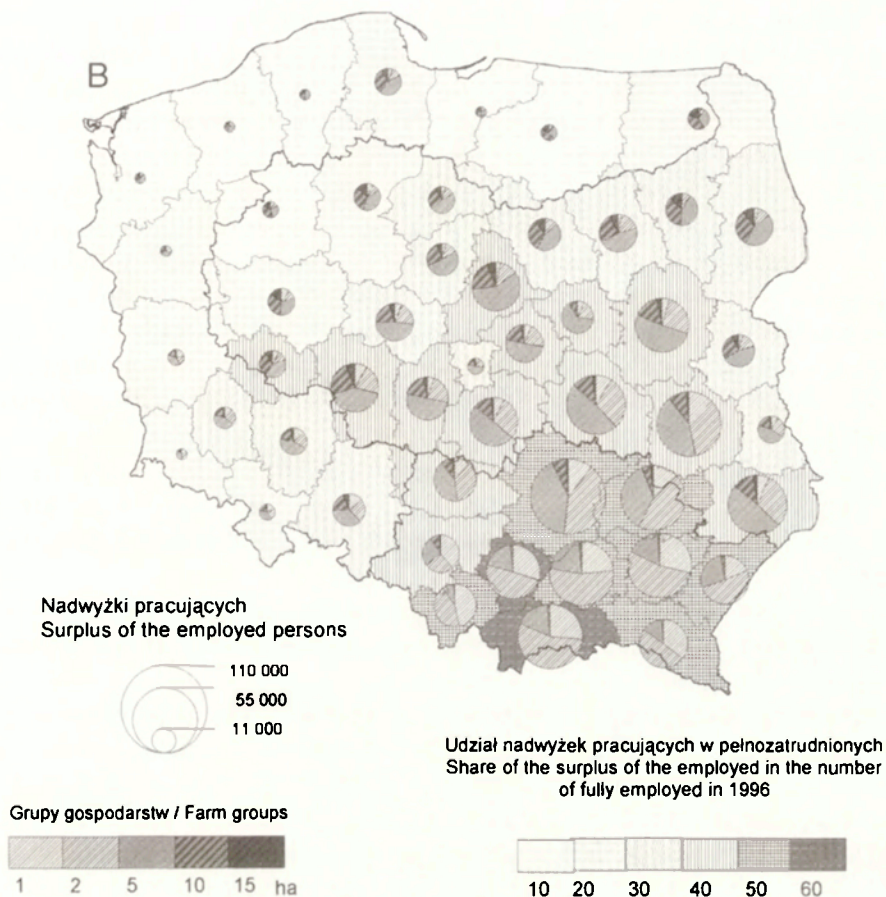 B
Nadwyżki pracujących
Surplus of the employed persons
110 000
55 000
11 000
Udział nadwyżek pracujących w pełnozatrudnionych
Share of the surplus of the employed in the number
of fully employed in 1996
Grupy gospodarstw / Farm groups
1 2 5 10 15 ha
10 20 30 40 50 60